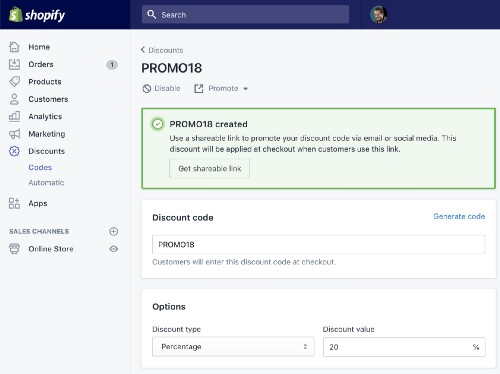 shopify
Search
Home
Orders 1
Products
Customers
Analytics
Marketing
Discounts
Codes
Automatic
Apps
SALES CHANNELS
Online Store
Discounts
PROMO18
Disable Promote
PROMO18 created
Use a shareable link to promote your discount code via email or social media. This
discount will be applied at checkout when customers use this link.
Get shareable link
Discount code Generate code
PROMO18
Customers will enter this discount code at checkout.
Options
Discount type Discount value
Percentage 20 %